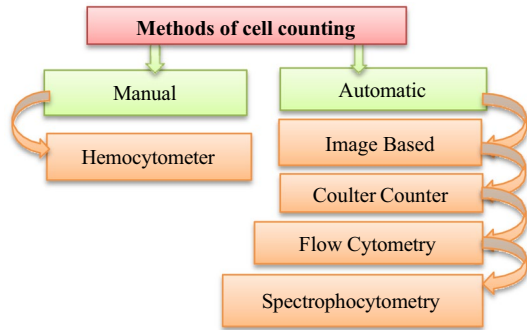 Methods of cell counting
Manual
Automatic
Hemocytometer
Image Based
Coulter Counter
Flow Cytometry
Spectrophocytometry